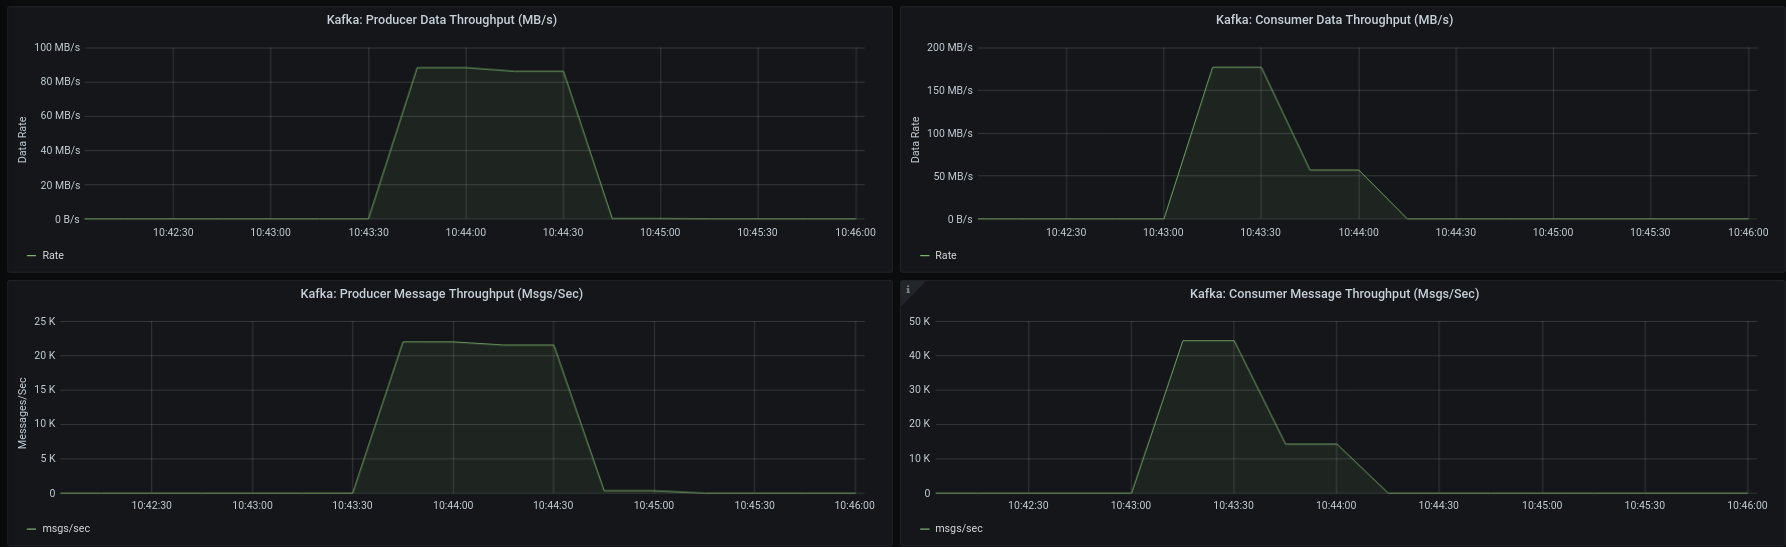 Kafka: Producer Data Throughput (MB/s)
100 MB/s
80 MB/s
60 MB/s
40 MB/s
20 MB/s
0 B/s
Data Rate
10:42:30 10:43:00 10:43:30 10:44:00 10:44:30 10:45:00 10:45:30 10:46:00
Rate
Kafka: Consumer Data Throughput (MB/s)
200 MB/s
150 MB/s
100 MB/s
50 MB/s
0 B/s
Data Rate
10:42:30 10:43:00 10:43:30 10:44:00 10:44:30 10:45:00 10:45:30 10:46:00
Rate
Kafka: Producer Message Throughput (Msgs/Sec)
25 K
20 K
15 K
10 K
5 K
0
Messages/Sec
10:42:30 10:43:00 10:43:30 10:44:00 10:44:30 10:45:00 10:45:30 10:46:00
msgs/sec
i
Kafka: Consumer Message Throughput (Msgs/Sec)
50 K
40 K
30 K
20 K
10 K
0
10:42:30 10:43:00 10:43:30 10:44:00 10:44:30 10:45:00 10:45:30 10:46:00
msgs/sec